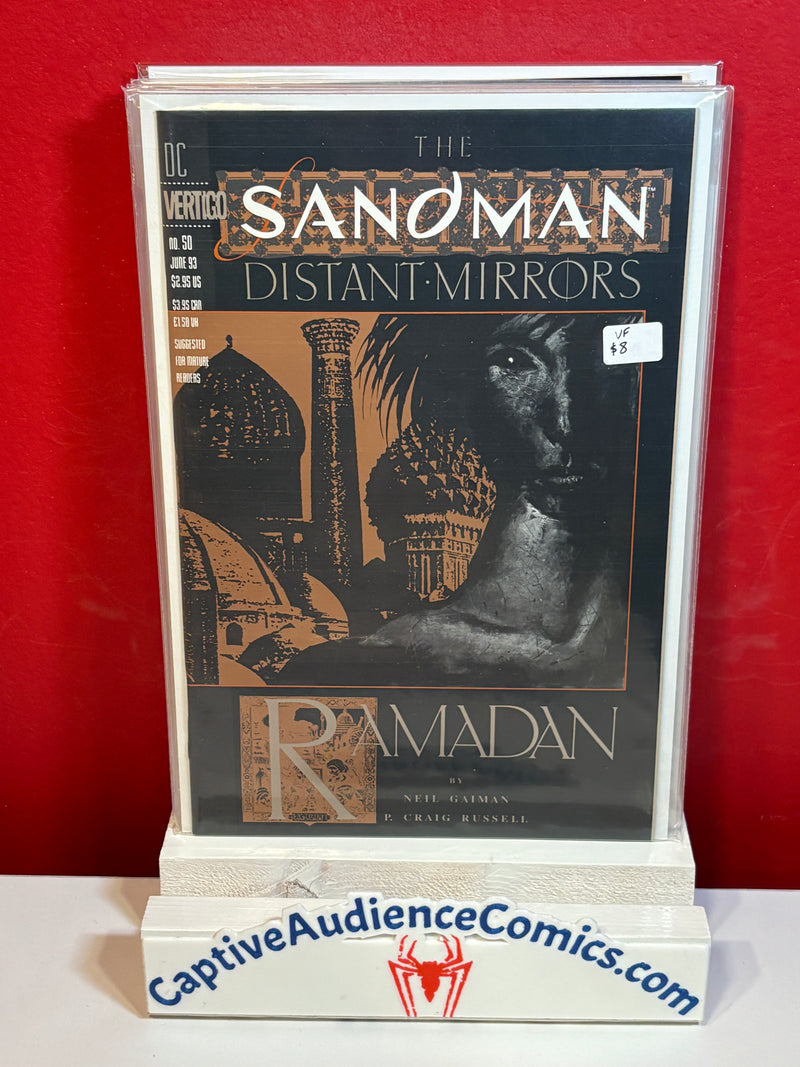 THE
SANDMAN™
DISTANT·MIRRORS
DC
VERTIGO
no. 50
JUNE 93
$2.95 US
$3.95 CAN
£1.50 UK
SUGGESTED
FOR MATURE
READERS
VF
$8
RAMADAN
BY
NEIL GAIMAN
P. CRAIG RUSSELL
CaptiveAudienceComics.com